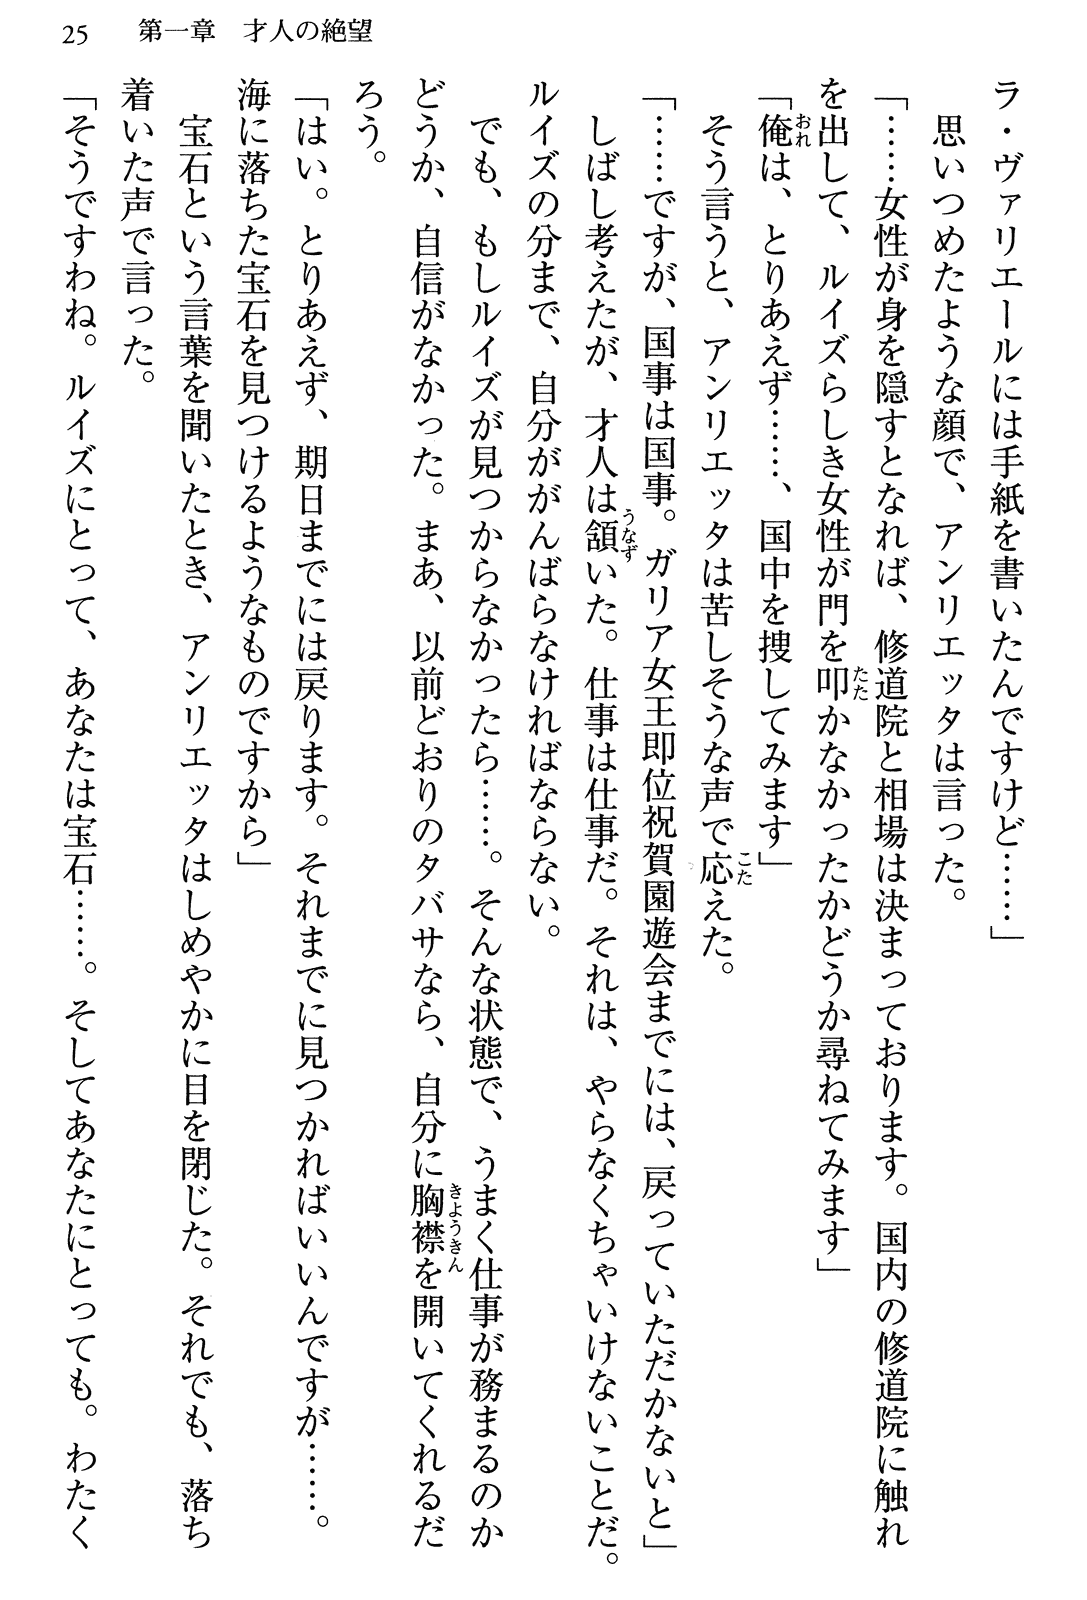 25　第一章　才人の絶望
ラ・ヴァリエールには手紙を書いたんですけど……」
　思いつめたような顔で、アンリエッタは言った。
「……女性が身を隠すとなれば、修道院と相場は決まっております。国内の修道院に触れ
を出して、ルイズらしき女性が門を叩かなかったかどうか尋ねてみます」
「俺は、とりあえず……、国中を捜してみます」
　そう言うと、アンリエッタは苦しそうな声で応えた。
「……ですが、国事は国事。ガリア女王即位祝賀園遊会までには、戻っていただかないと」
　しばし考えたが、才人は頷いた。仕事は仕事だ。それは、やらなくちゃいけないことだ。
ルイズの分まで、自分ががんばらなければならない。
　でも、もしルイズが見つからなかったら……。そんな状態で、うまく仕事が務まるのか
どうか、自信がなかった。まあ、以前どおりのタバサなら、自分に胸襟を開いてくれるだ
ろう。
「はい。とりあえず、期日までには戻ります。それまでに見つかればいいんですが……。
海に落ちた宝石を見つけるようなものですから」
　宝石という言葉を聞いたとき、アンリエッタはしめやかに目を閉じた。それでも、落ち
着いた声で言った。
「そうですわね。ルイズにとって、あなたは宝石……。そしてあなたにとっても。わたく